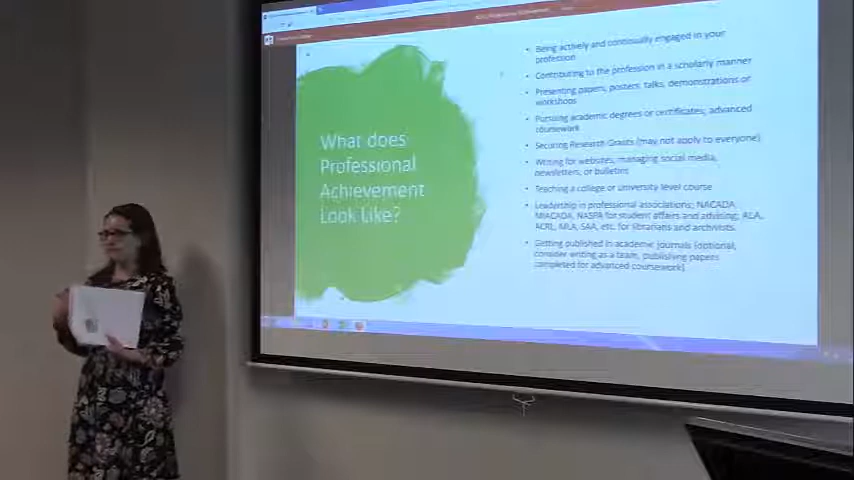 What does
Professional
Achievement
Look Like?
• Being actively and continually engaged in your
profession
• Contributing to the profession in a scholarly manner
• Presenting papers, posters, talks, demonstrations or
workshops
• Pursuing academic degrees or certificates, advanced
coursework
• Securing Research Grants (may not apply to everyone)
• Writing for websites, managing social media,
newsletters, or bulletins
• Teaching a college or university level course
• Leadership in professional associations; NACADA,
MIACADA, NASPA for student affairs and advising; ALA,
ACRL, MLA, SAA, etc. for librarians and archivists.
• Getting published in academic journals (optional,
consider writing as a team, publishing papers
completed for advanced coursework)